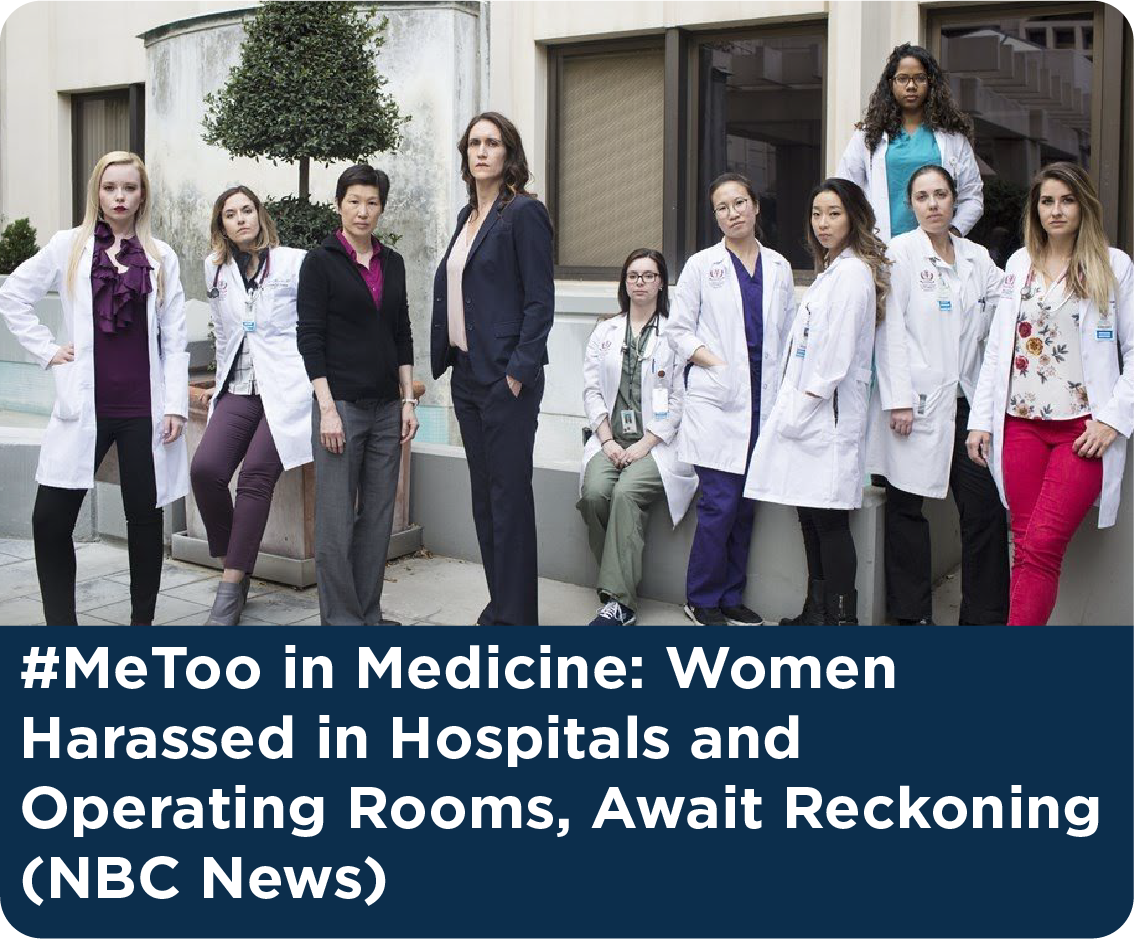 #MeToo in Medicine: Women
Harassed in Hospitals and
Operating Rooms, Await Reckoning
(NBC News)